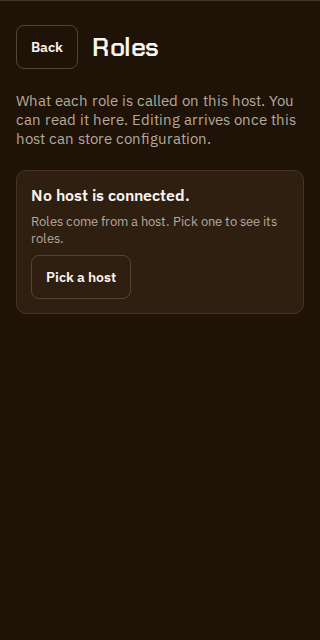 Back
Roles
What each role is called on this host. You
can read it here. Editing arrives once this
host can store configuration.
No host is connected.
Roles come from a host. Pick one to see its
roles.
Pick a host